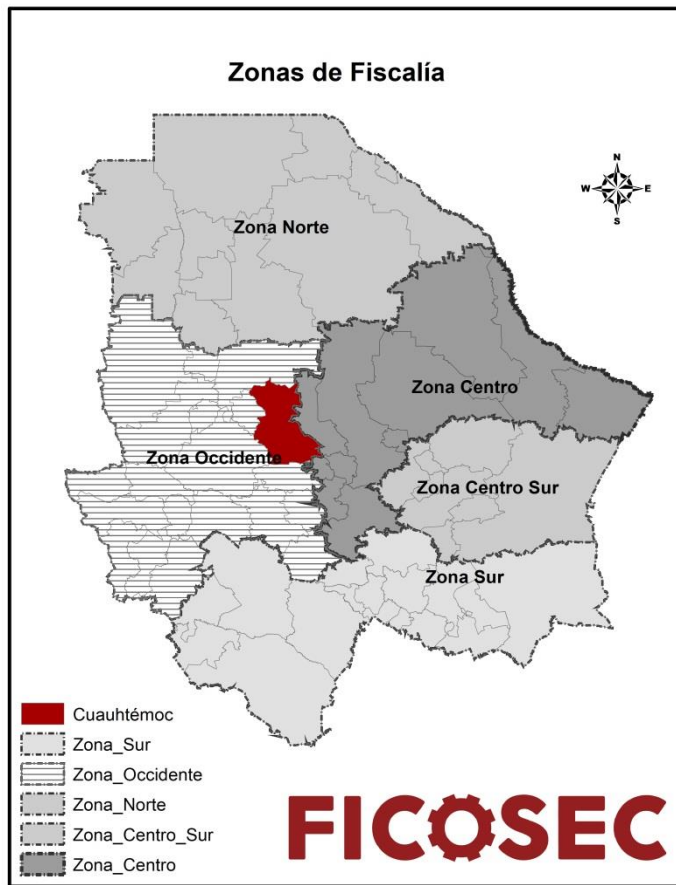 Zonas de Fiscalía
N
W E
S
Zona Norte
Zona Centro
Zona Occidente
Zona Centro Sur
Zona Sur
Cuauhtémoc
Zona_Sur
Zona_Occidente
Zona_Norte
Zona_Centro_Sur
Zona_Centro
FICOSEC